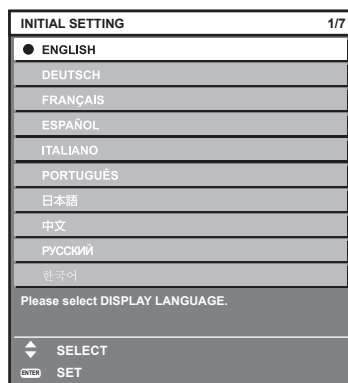 INITIAL SETTING 1/7
ENGLISH
DEUTSCH
FRANÇAIS
ESPAÑOL
ITALIANO
PORTUGUÊS
日本語
中文
РУССКИЙ
한국어
Please select DISPLAY LANGUAGE.
SELECT
ENTER SET